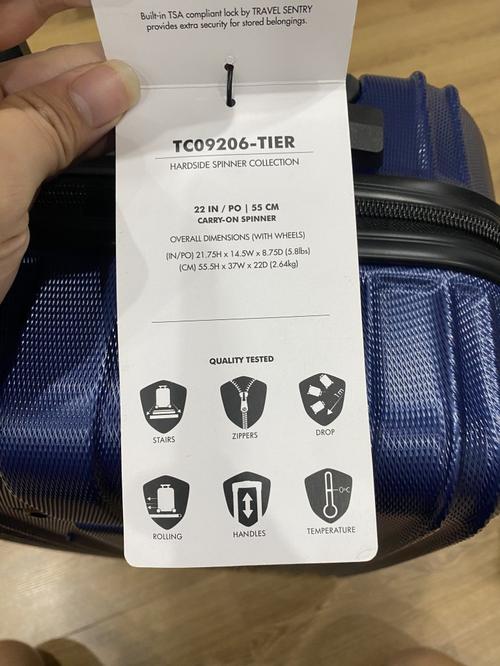 Built-in TSA compliant lock by TRAVEL SENTRY
provides extra security for stored belongings.
TC09206-TIER
HARDSIDE SPINNER COLLECTION
22 IN / PO | 55 CM
CARRY-ON SPINNER
OVERALL DIMENSIONS (WITH WHEELS)
(IN/PO) 21.75H x 14.5W x 8.75D (5.8lbs)
(CM) 55.5H x 37W x 22D (2.64kg)
QUALITY TESTED
1m
STAIRS
ZIPPERS
DROP
0°C
ROLLING
HANDLES
TEMPERATURE